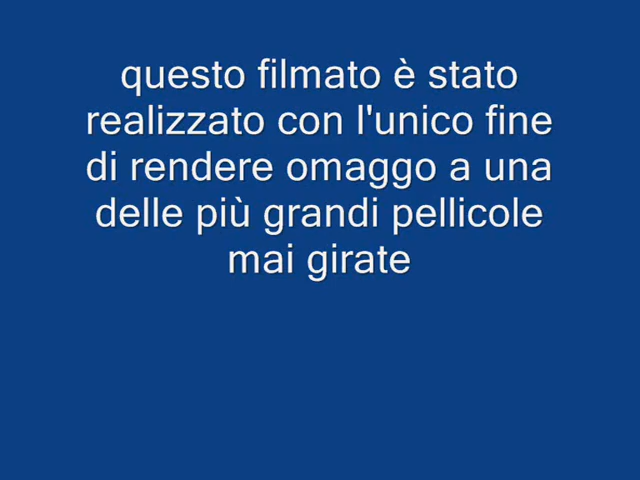 questo filmato è stato
realizzato con l'unico fine
di rendere omaggo a una
delle più grandi pellicole
mai girate